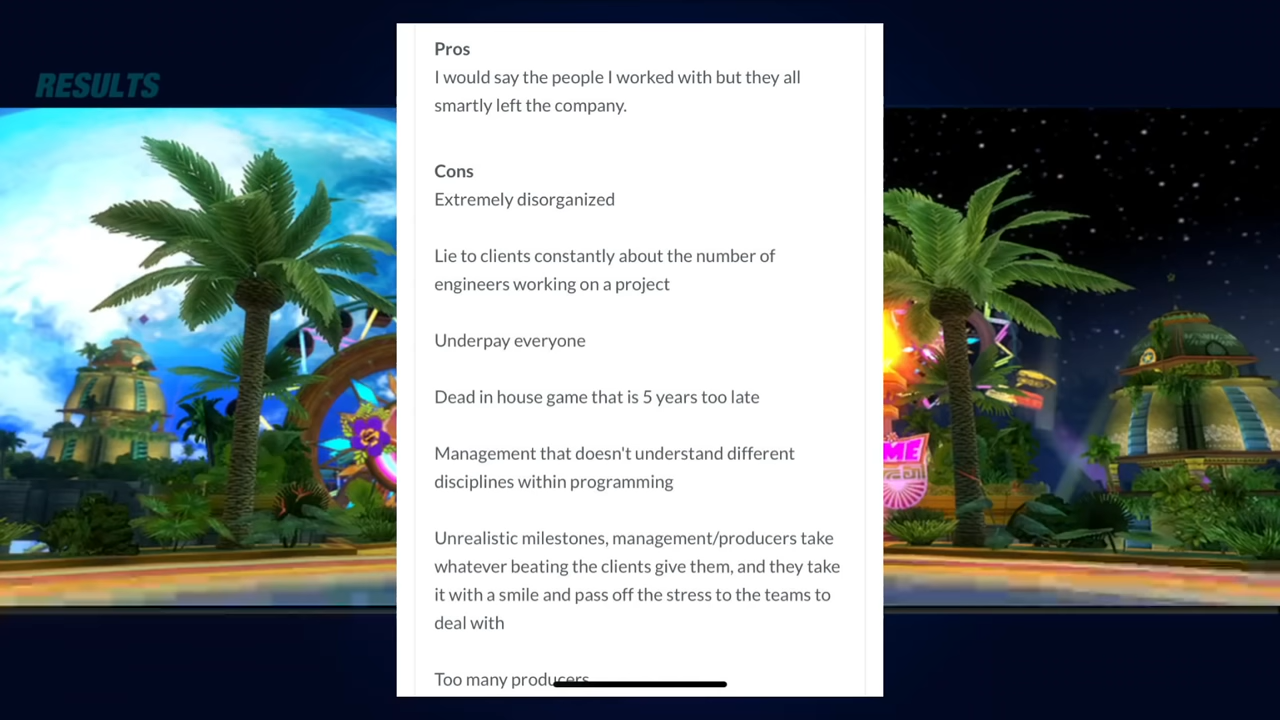 RESULTS
Pros
I would say the people I worked with but they all
smartly left the company.
Cons
Extremely disorganized
Lie to clients constantly about the number of
engineers working on a project
Underpay everyone
Dead in house game that is 5 years too late
Management that doesn't understand different
disciplines within programming
Unrealistic milestones, management/producers take
whatever beating the clients give them, and they take
it with a smile and pass off the stress to the teams to
deal with
Too many producers